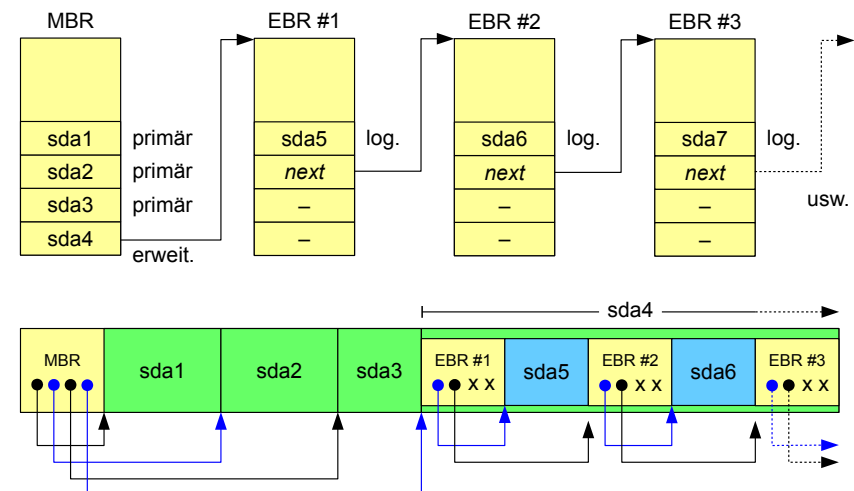 MBR EBR #1 EBR #2 EBR #3
sda1 primär sda5 log. sda6 log. sda7 log.
sda2 primär next next next
sda3 primär – – – usw.
sda4 – – –
erweit.
sda4
MBR sda1 sda2 sda3 EBR #1 sda5 EBR #2 sda6 EBR #3
x x x x x x